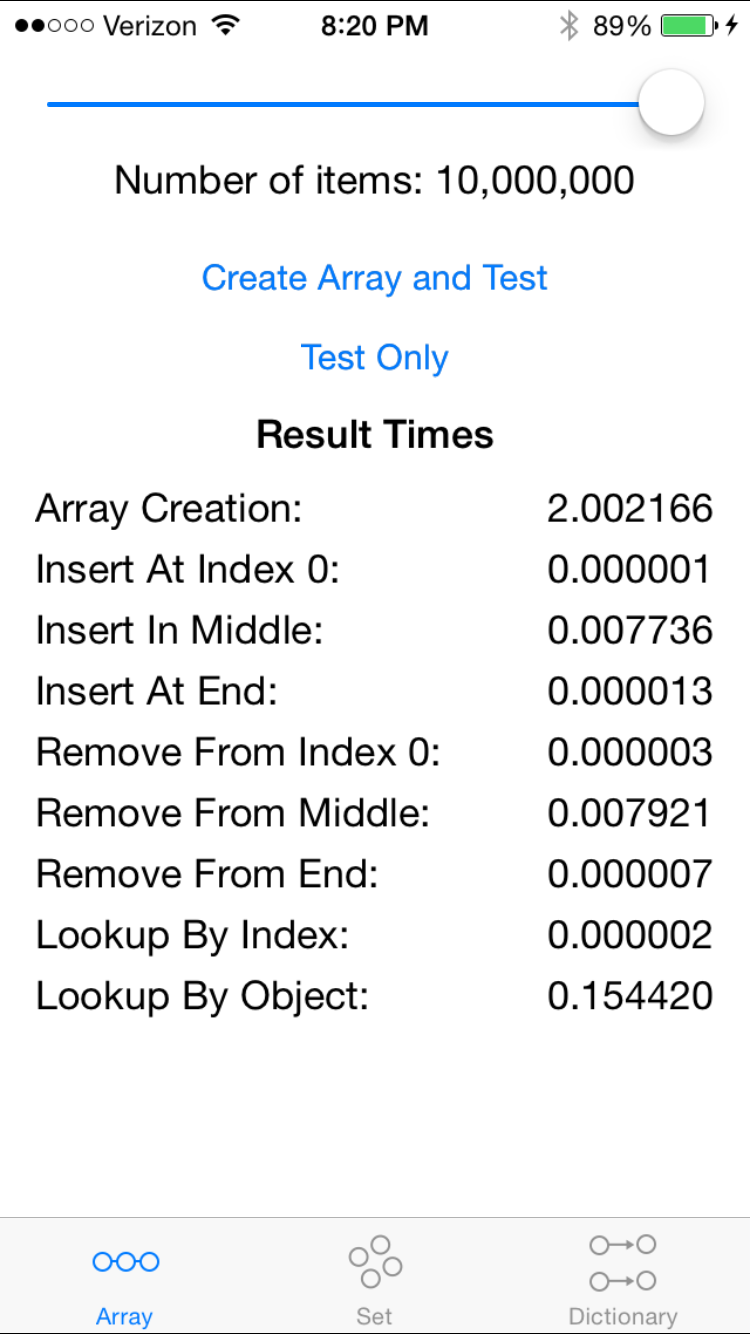 Verizon 8:20 PM 89%
Number of items: 10,000,000
Create Array and Test
Test Only
Result Times
Array Creation: 2.002166
Insert At Index 0: 0.000001
Insert In Middle: 0.007736
Insert At End: 0.000013
Remove From Index 0: 0.000003
Remove From Middle: 0.007921
Remove From End: 0.000007
Lookup By Index: 0.000002
Lookup By Object: 0.154420
Array Set Dictionary